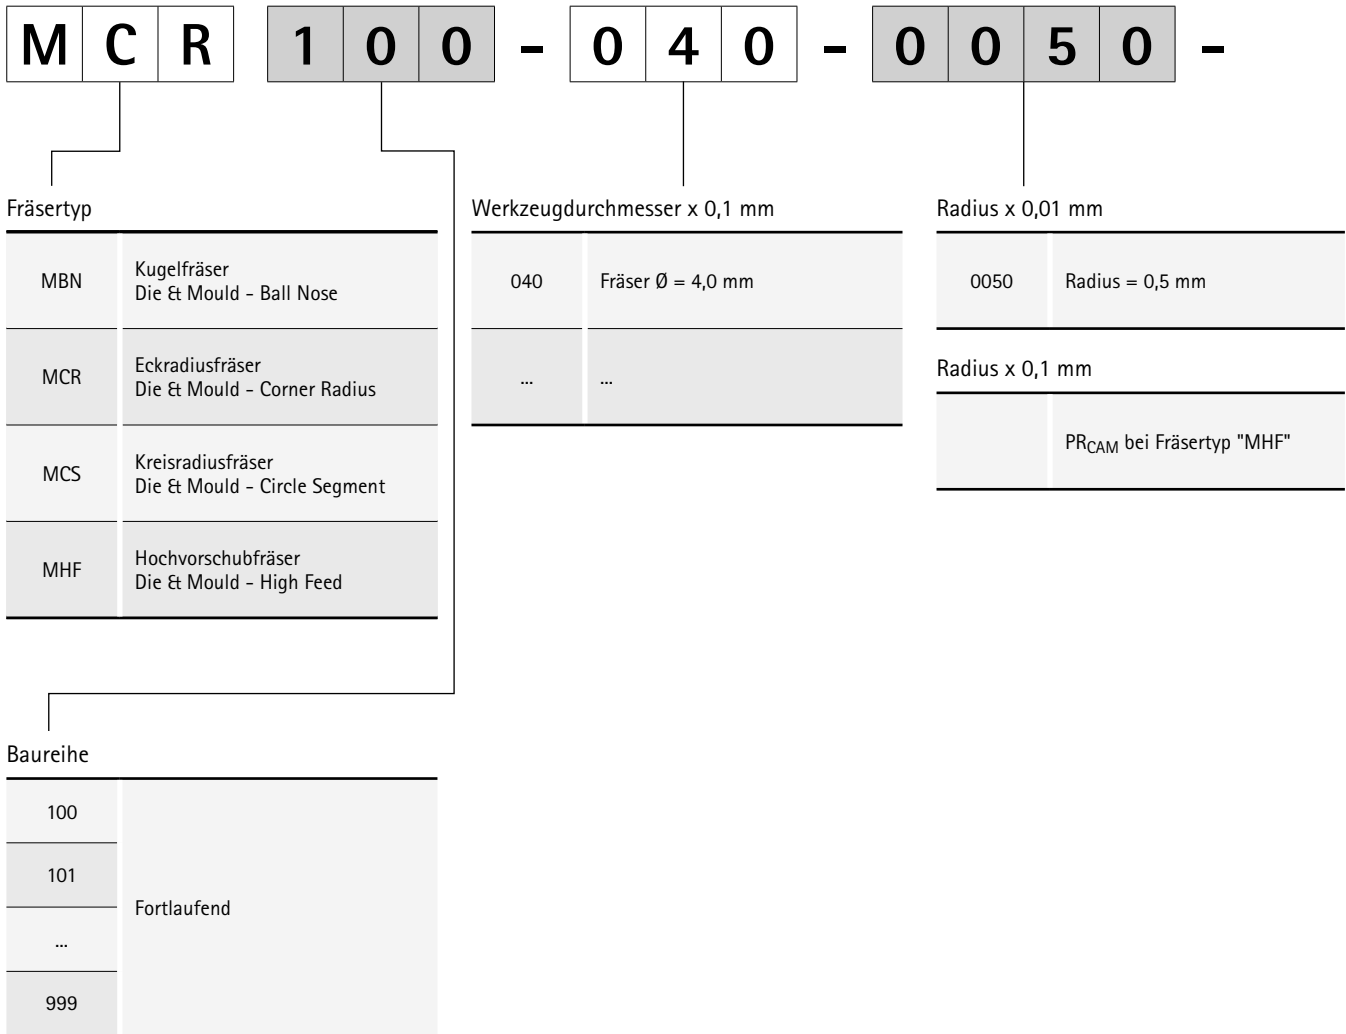 M C R 1 0 0 - 0 4 0 - 0 0 5 0 -
Fräsertyp
MBN
Kugelfräser
Die & Mould - Ball Nose
MCR
Eckradiusfräser
Die & Mould - Corner Radius
MCS
Kreisradiusfräser
Die & Mould - Circle Segment
MHF
Hochvorschubfräser
Die & Mould - High Feed
Werkzeugdurchmesser x 0,1 mm
040
Fräser Ø = 4,0 mm
...
...
Radius x 0,01 mm
0050
Radius = 0,5 mm
Radius x 0,1 mm
PRCAM bei Fräsertyp "MHF"
Baureihe
100
101
...
999
Fortlaufend